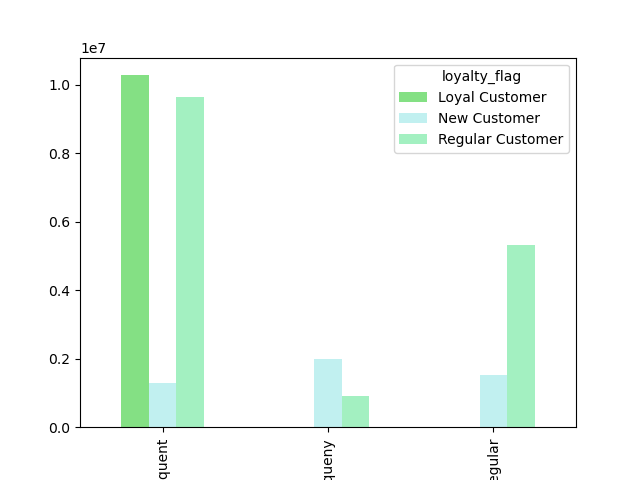 1e7
loyalty_flag
Loyal Customer
New Customer
Regular Customer
1.0
0.8
0.6
0.4
0.2
0.0
quent
queny
egular